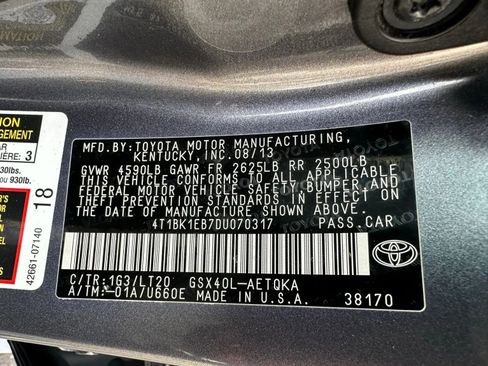 MFD. BY: TOYOTA MOTOR MANUFACTURING,
KENTUCKY, INC. 08/13
GVWR 4590LB GAWR FR 2625LB RR 2500LB
THIS VEHICLE CONFORMS TO ALL APPLICABLE
FEDERAL MOTOR VEHICLE SAFETY, BUMPER, AND
THEFT PREVENTION STANDARDS IN EFFECT ON
THE DATE OF MANUFACTURE SHOWN ABOVE.
4T1BK1EB7DU070317 PASS. CAR
C/TR: 1G3/LT20 GSX40L-AETQKA
A/TM: -01A/U660E MADE IN U.S.A. 38170
TOYOTA
42661-07140 18
3
930lbs.